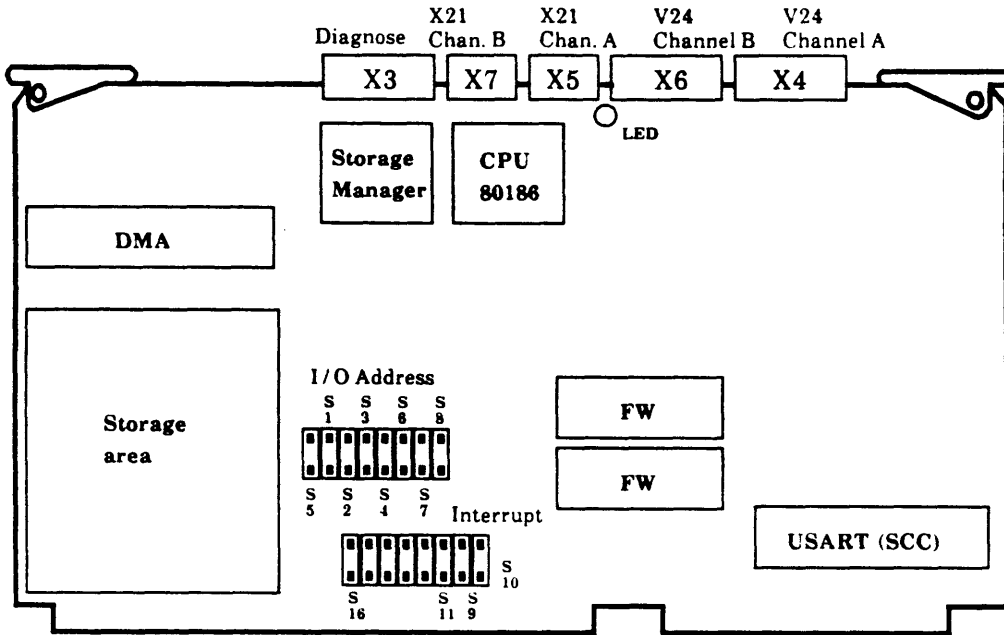 Diagnose
X21
Chan. B
X21
Chan. A
V24
Channel B
V24
Channel A
X3
X7
X5
X6
X4
LED
Storage
Manager
CPU
80186
DMA
Storage
area
I/O Address
S
1
S
3
S
6
S
8
S
5
S
2
S
4
S
7
Interrupt
S
16
S
11
S
9
S
10
FW
FW
USART (SCC)